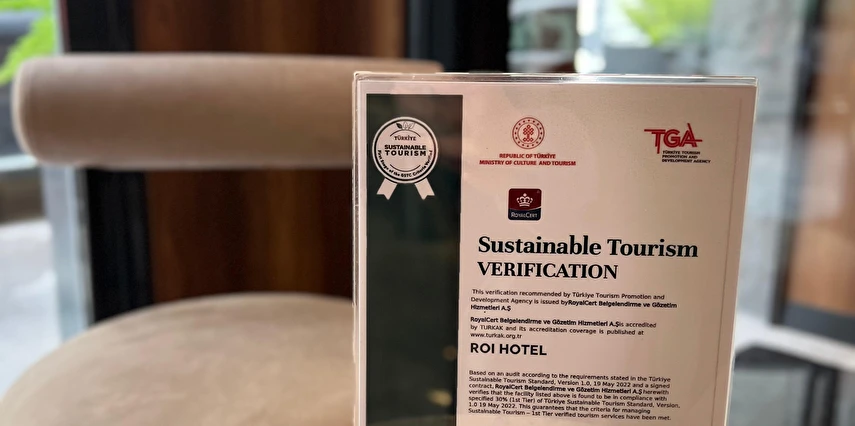 TÜRKİYE
SUSTAINABLE
TOURISM
REPUBLIC OF TÜRKİYE
MINISTRY OF CULTURE AND TOURISM
TGA
TÜRKİYE TOURISM
PROMOTION AND
DEVELOPMENT AGENCY
ROYALCERT
Sustainable Tourism
VERIFICATION
This verification recommended by Türkiye Tourism Promotion and
Development Agency is issued byRoyalCert Belgelendirme ve Gözetim
Hizmetleri A.Ş
RoyalCert Belgelendirme ve Gözetim Hizmetleri A.Şis accredited
by TURKAK and its accreditation coverage is published at
www.turkak.org.tr
ROI HOTEL
Based on an audit according to the requirements stated in the Türkiye
Sustainable Tourism Standard, Version 1.0, 19 May 2022 and a signed
contract, RoyalCert Belgelendirme ve Gözetim Hizmetleri A.Ş herewith
verifies that the facility listed above is found to be in compliance with
specified 30% (1st Tier) of Türkiye Sustainable Tourism Standard, Version.
1.0 19 May 2022. This guarantees that the criteria for managing
Sustainable Tourism – 1st Tier verified tourism services have been met.